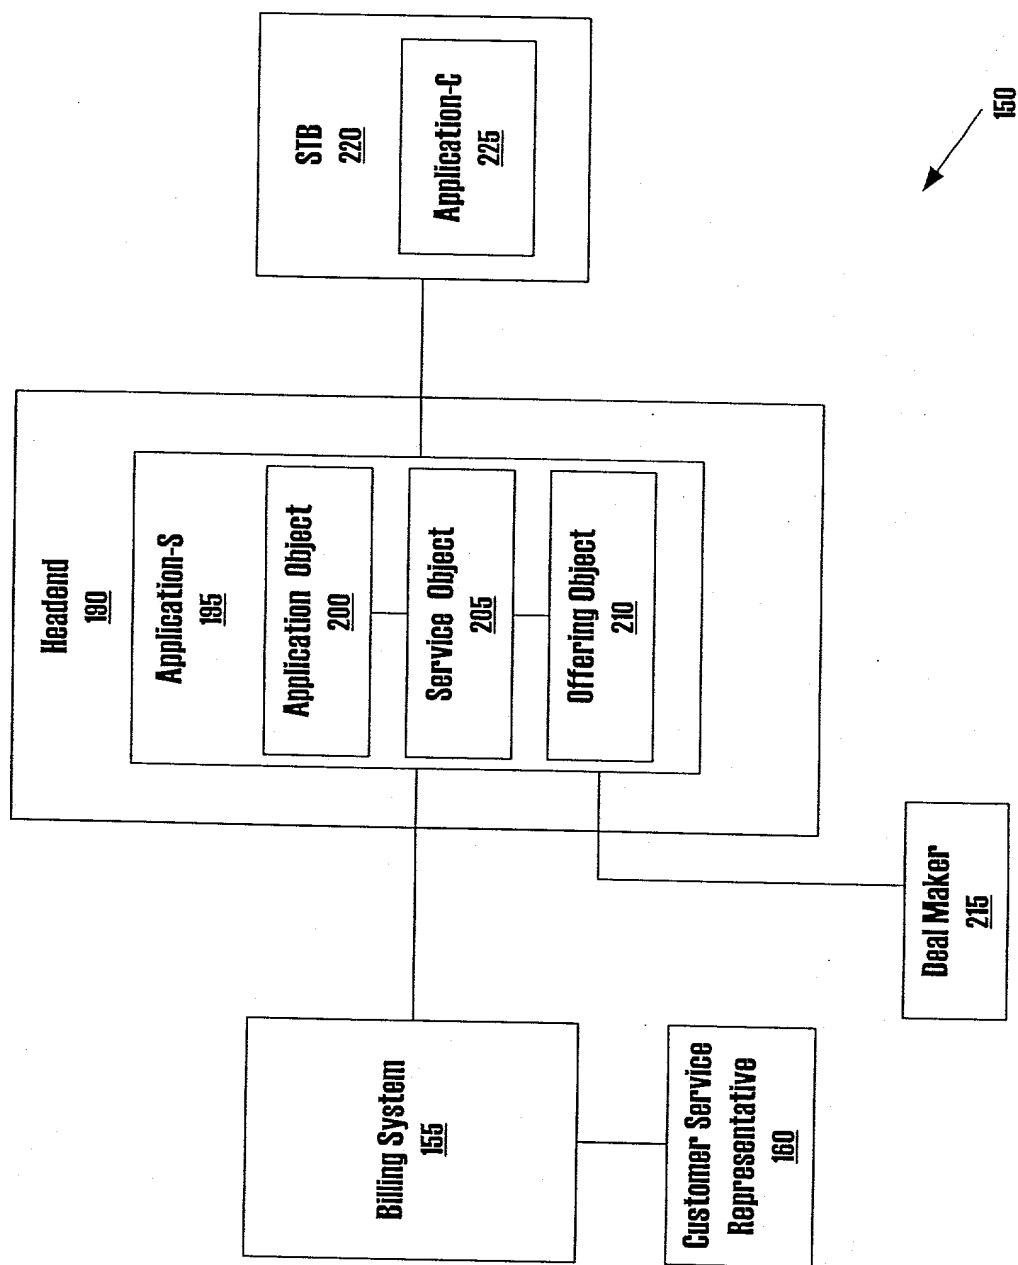 Billing System
155
Customer Service
Representative
160
Headend
190
Application-S
195
Application Object
200
Service Object
205
Offering Object
210
Deal Maker
215
STB
220
Application-C
225
150